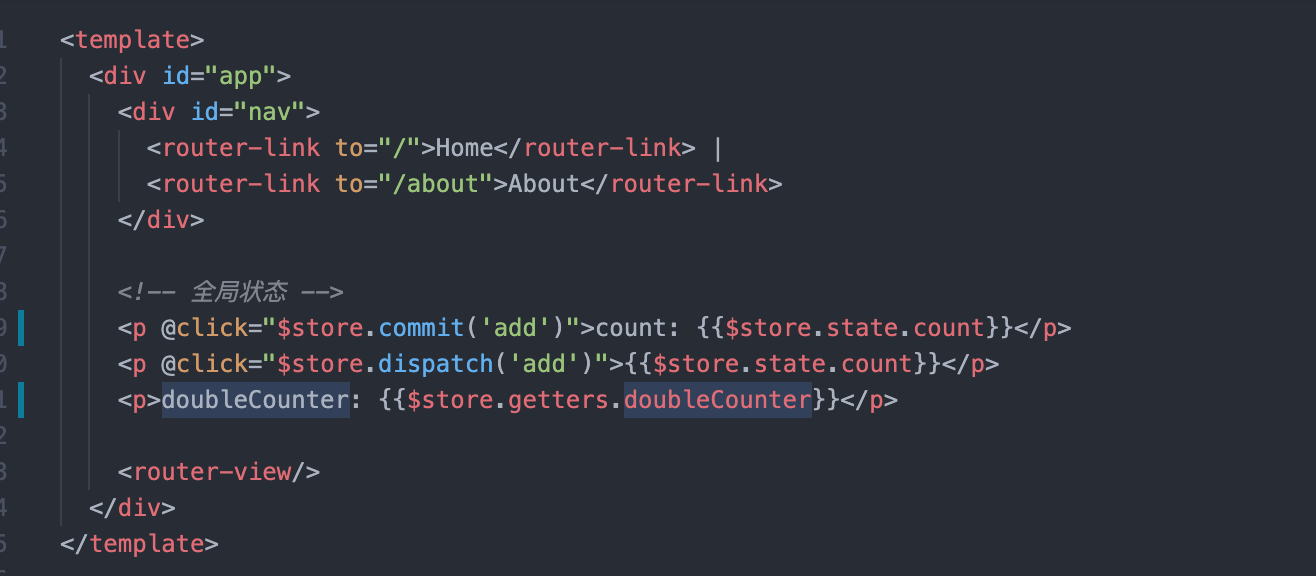 1 <template>
2 <div id="app">
3 <div id="nav">
4 <router-link to="/">Home</router-link> |
5 <router-link to="/about">About</router-link>
6 </div>
7
8 <!-- 全局状态 -->
9 <p @click="$store.commit('add')">count: {{$store.state.count}}</p>
0 <p @click="$store.dispatch('add')">{{$store.state.count}}</p>
1 <p>doubleCounter: {{$store.getters.doubleCounter}}</p>
2
3 <router-view/>
4 </div>
5 </template>